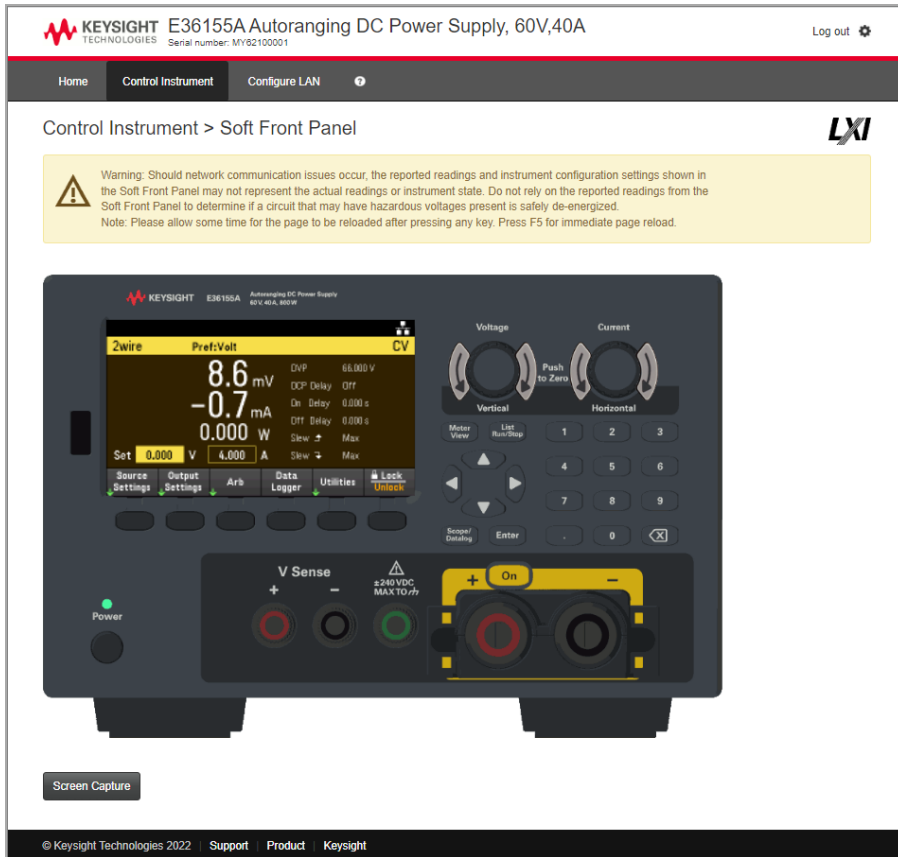 KEYSIGHT
TECHNOLOGIES
E36155A Autoranging DC Power Supply, 60V,40A
Serial number: MY62100001
Log out
Home Control Instrument Configure LAN ?
Control Instrument > Soft Front Panel
LXI
Warning: Should network communication issues occur, the reported readings and instrument configuration settings shown in
the Soft Front Panel may not represent the actual readings or instrument state. Do not rely on the reported readings from the
Soft Front Panel to determine if a circuit that may have hazardous voltages present is safely de-energized.
Note: Please allow some time for the page to be reloaded after pressing any key. Press F5 for immediate page reload.
KEYSIGHT E36155A Autoranging DC Power Supply
60V, 40A, 800W
2wire Pref:Volt CV
8.6 mV
-0.7 mA
0.000 W
OVP 66.000 V
OCP Delay Off
On Delay 0.000 s
Off Delay 0.000 s
Slew Max
Slew Max
Set 0.000 V 4.000 A
Source Settings
Output Settings
Arb
Data Logger
Utilities
Lock
Unlock
Voltage Current
Push
to Zero
Vertical Horizontal
Meter View
List Run/Stop
1 2 3
4 5 6
7 8 9
Scope/Datalog
Enter
. 0
V Sense
+ -
±240 VDC
MAX TO
+ On -
Power
Screen Capture
© Keysight Technologies 2022 | Support | Product | Keysight